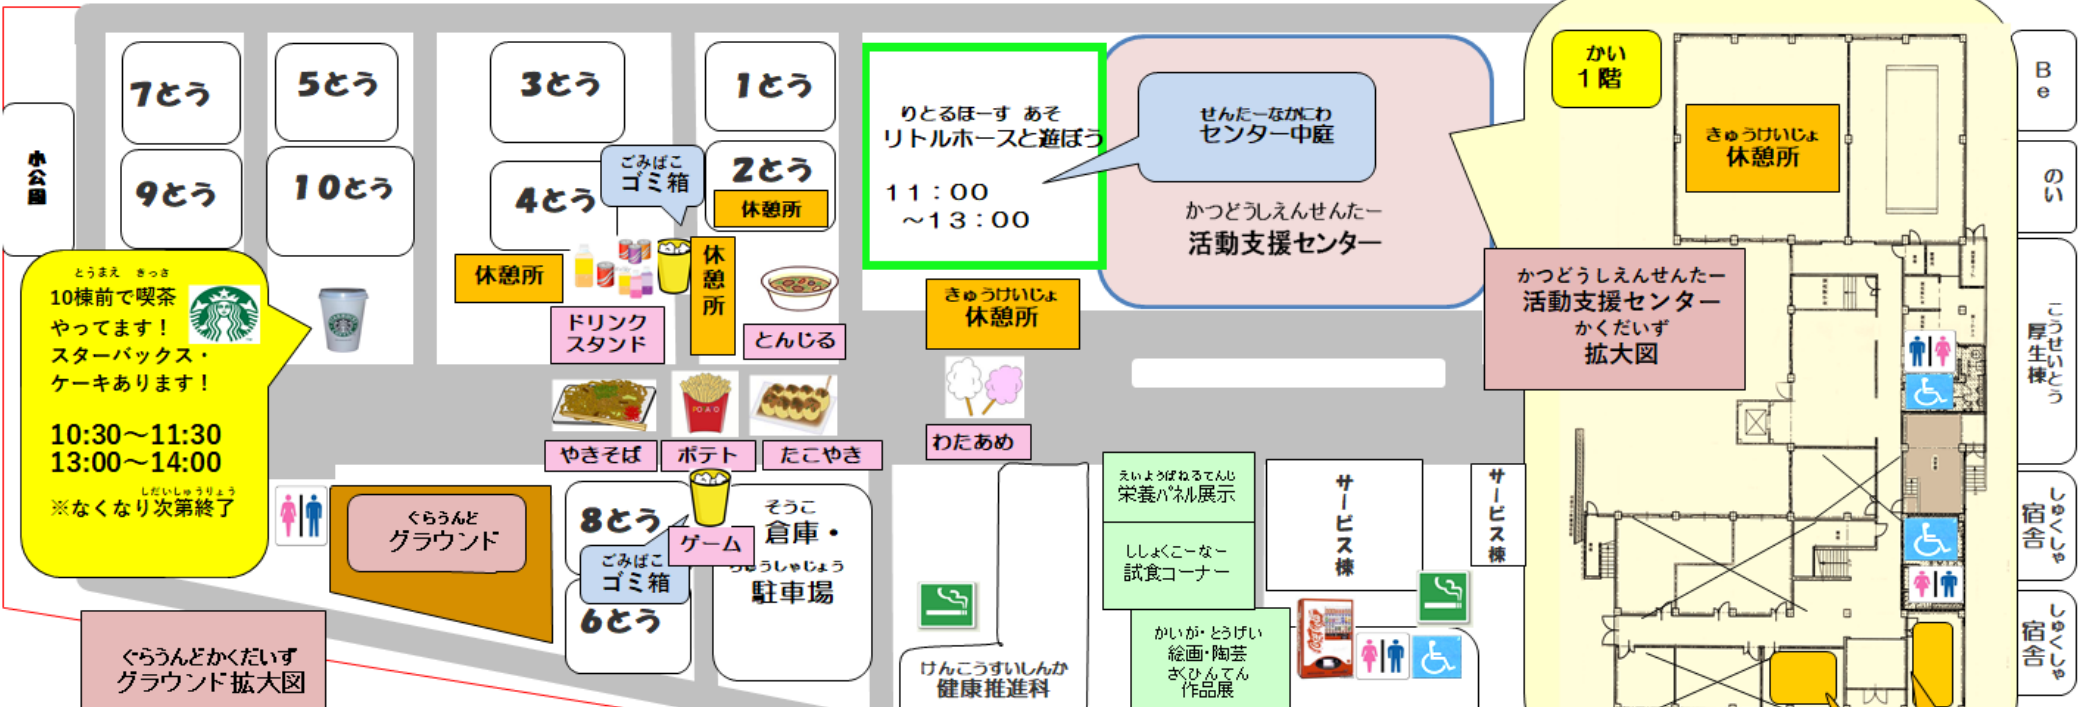 7とう
5とう
3とう
1とう
9とう
10とう
4とう
2とう
休憩所
小公園
ごみばこ
ゴミ箱
休憩所
休憩所
ドリンク
スタンド
とんじる
りとるほーす あそ
リトルホースと遊ぼう
11:00
～13:00
せんたーなかにわ
センター中庭
かつどうしえんせんたー
活動支援センター
きゅうけいじょ
休憩所
とうまえ きっさ
10棟前で喫茶
やってます！
スターバックス・
ケーキあります！
10:30～11:30
13:00～14:00
しだいしゅうりょう
※なくなり次第終了
やきそば
ポテト
POAO
たこやき
わたあめ
ぐらうんど
グラウンド
8とう
ごみばこ
ゴミ箱
ゲーム
6とう
そうこ
倉庫・
ちゅうしゃじょう
駐車場
ぐらうんどかくだいず
グラウンド拡大図
けんこうすいしんか
健康推進科
えいようぱねるてんじ
栄養パネル展示
ししょくこーなー
試食コーナー
かいが・とうげい
絵画・陶芸
さくひんてん
作品展
サービス棟
サービス棟
Coca-Cola
かい
1階
きゅうけいじょ
休憩所
かつどうしえんせんたー
活動支援センター
かくだいず
拡大図
Be
のい
こうせいとう
厚生棟
しゅくしゃ
宿舎
しゅくしゃ
宿舎